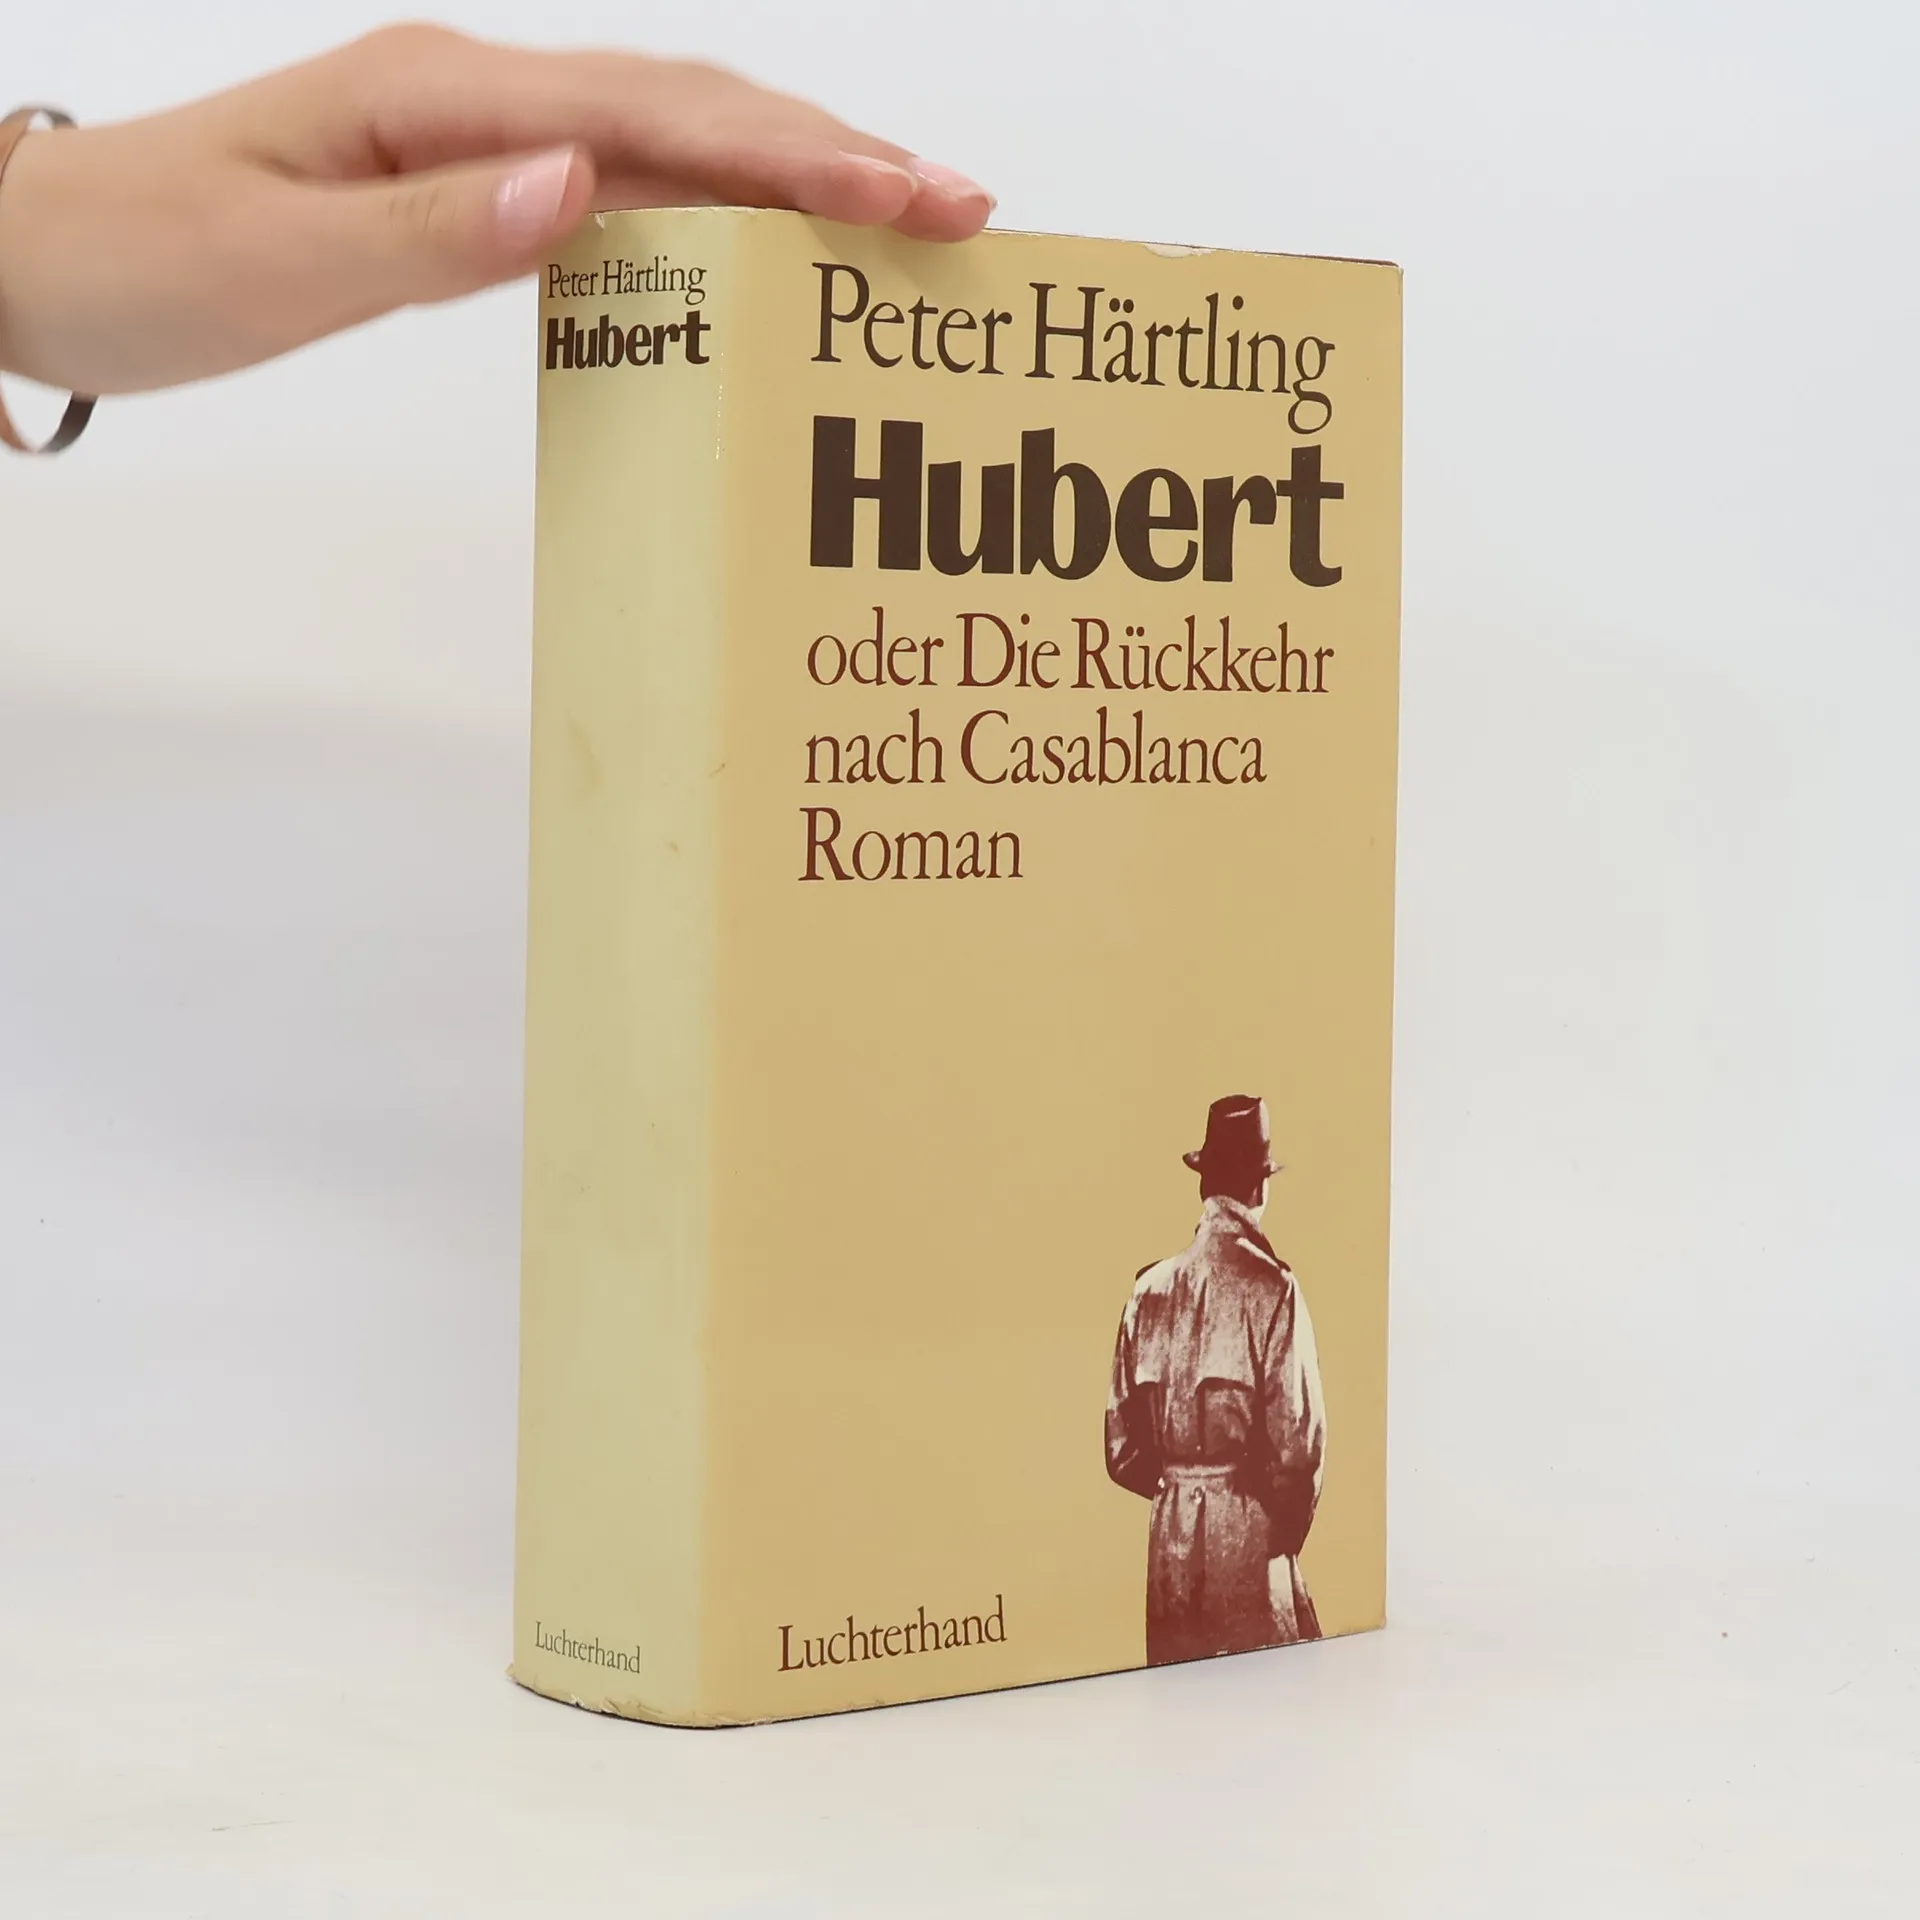 Peter Härtling
Hubert
Luchterhand
Peter Härtling
Hubert
oder Die Rückkehr
nach Casablanca
Roman
Luchterhand